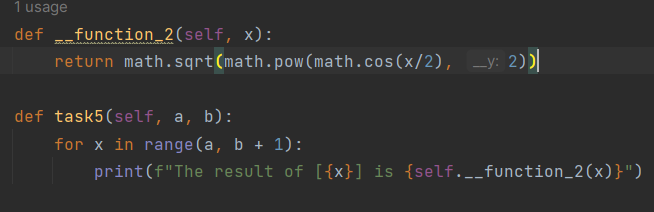 1 usage
def __function_2(self, x):
    return math.sqrt(math.pow(math.cos(x/2), __y: 2))
def task5(self, a, b):
    for x in range(a, b + 1):
        print(f"The result of [{x}] is {self.__function_2(x)}")